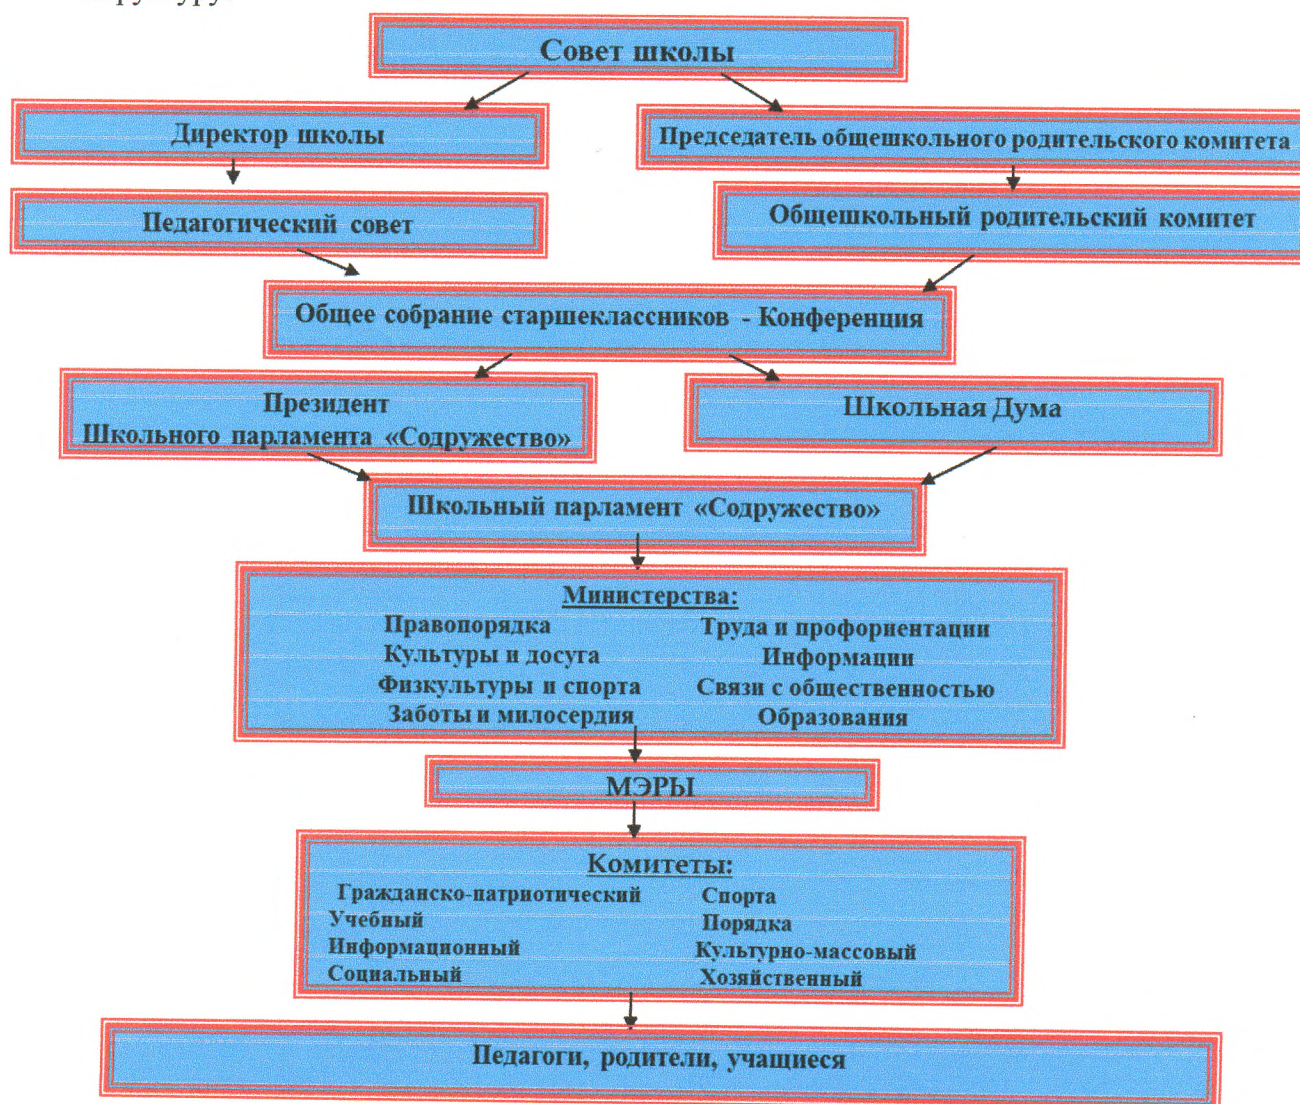 Совет школы
Директор школы
Председатель общешкольного родительского комитета
Педагогический совет
Общешкольный родительский комитет
Общее собрание старшеклассников - Конференция
Президент
Школьного парламента «Содружество»
Школьная Дума
Школьный парламент «Содружество»
Министерства:
Правопорядка
Труда и профориентации
Культуры и досуга
Информации
Физкультуры и спорта
Связи с общественностью
Заботы и милосердия
Образования
МЭРЫ
Комитеты:
Гражданско-патриотический
Спорта
Учебный
Порядка
Информационный
Культурно-массовый
Социальный
Хозяйственный
Педагоги, родители, учащиеся